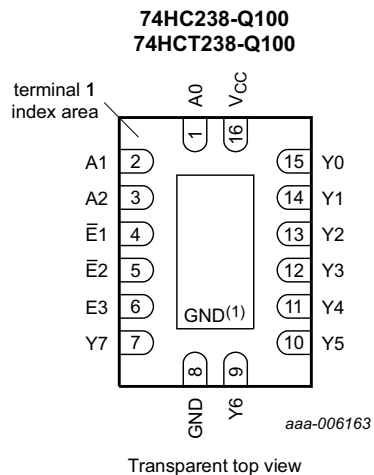 74HC238-Q100
74HCT238-Q100
terminal 1
index area
A0 VCC
1 16
A1 2 15 Y0
A2 3 14 Y1
E̅1 4 13 Y2
E̅2 5 12 Y3
E3 6 11 Y4
Y7 7 10 Y5
GND(1)
8 9
GND Y6
aaa-006163
Transparent top view